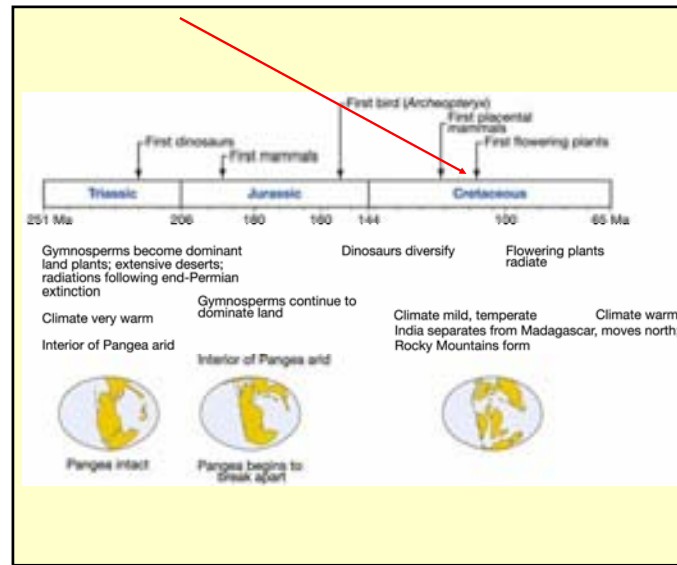 First bird (Archeopteryx)
First placental
mammals
First dinosaurs
First flowering plants
First mammals
Triassic
Jurassic
Cretaceous
251 Ma
206
180
160
144
100
65 Ma
Gymnosperms become dominant
land plants; extensive deserts;
radiations following end-Permian
extinction
Dinosaurs diversify
Flowering plants
radiate
Gymnosperms continue to
dominate land
Climate very warm
Climate mild, temperate
Climate warm
India separates from Madagascar, moves north;
Rocky Mountains form
Interior of Pangea arid
Interior of Pangea arid
Pangea intact
Pangea begins to
break apart